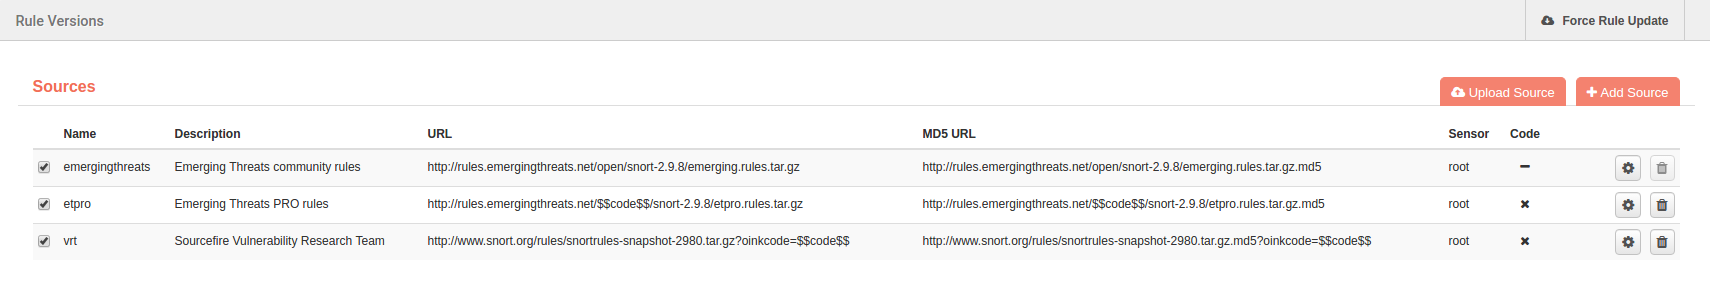 Rule Versions Force Rule Update
Sources Upload Source Add Source
Name Description URL MD5 URL Sensor Code
emergingthreats Emerging Threats community rules http://rules.emergingthreats.net/open/snort-2.9.8/emerging.rules.tar.gz http://rules.emergingthreats.net/open/snort-2.9.8/emerging.rules.tar.gz.md5 root
etpro Emerging Threats PRO rules http://rules.emergingthreats.net/$$code$$/snort-2.9.8/etpro.rules.tar.gz http://rules.emergingthreats.net/$$code$$/snort-2.9.8/etpro.rules.tar.gz.md5 root
vrt Sourcefire Vulnerability Research Team http://www.snort.org/rules/snortrules-snapshot-2980.tar.gz?oinkcode=$$code$$ http://www.snort.org/rules/snortrules-snapshot-2980.tar.gz.md5?oinkcode=$$code$$ root